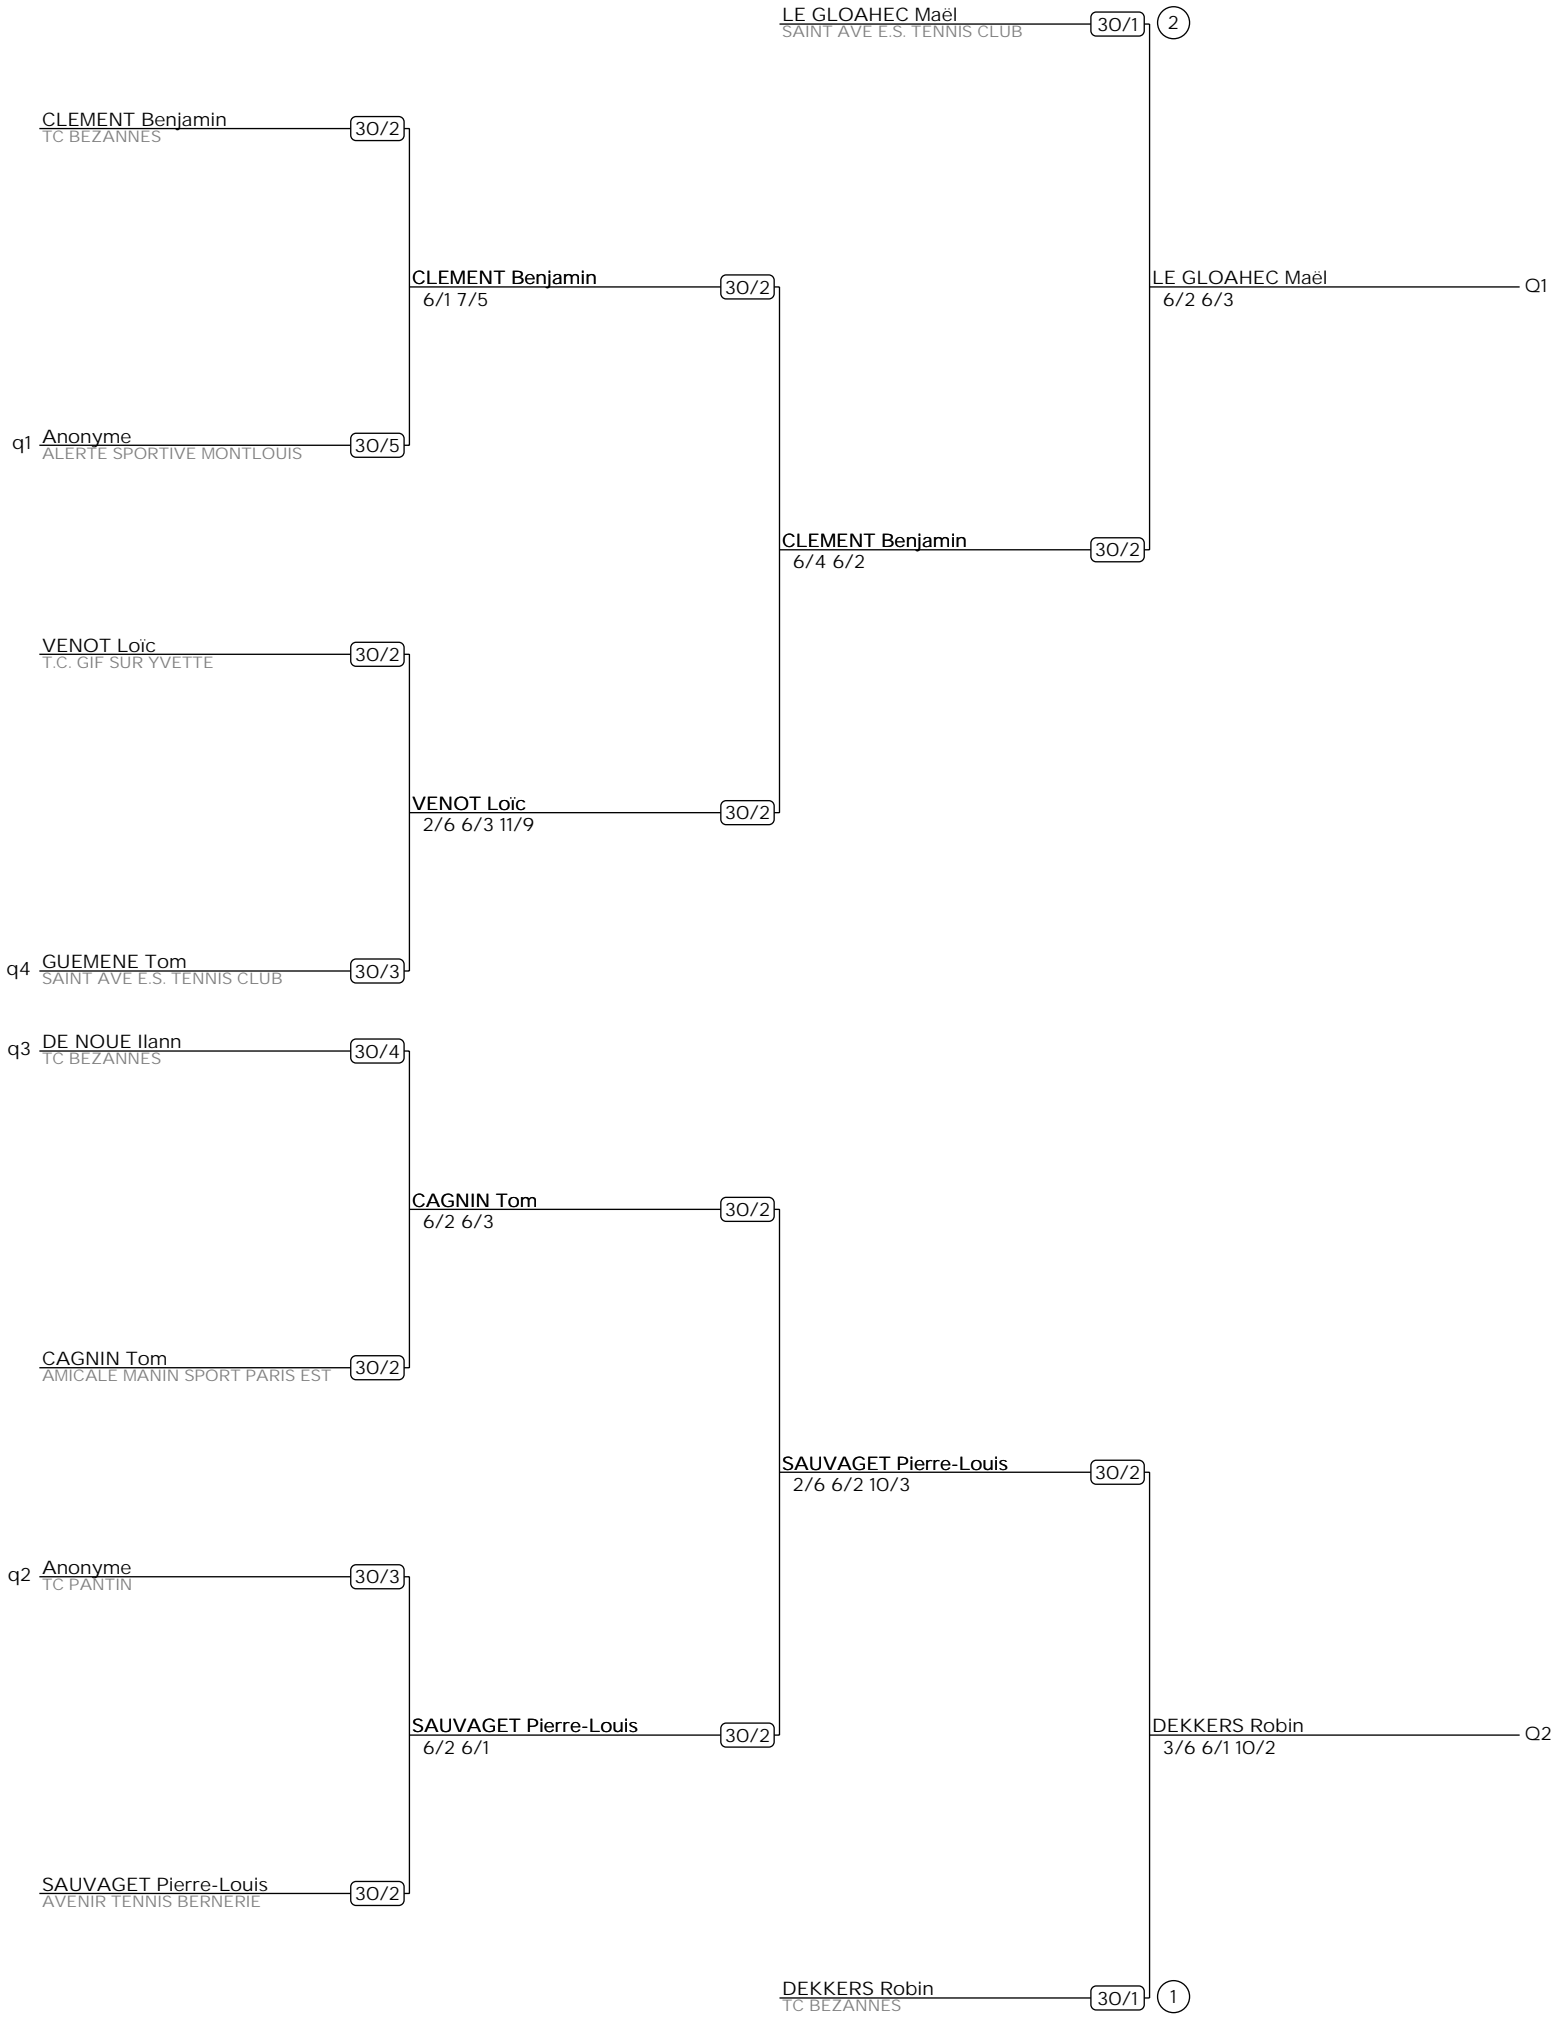 LE GLOAHEC Maël 30/1 2
SAINT AVE E.S. TENNIS CLUB
CLEMENT Benjamin 30/2
TC BEZANNES
CLEMENT Benjamin 30/2
6/1 7/5
LE GLOAHEC Maël Q1
6/2 6/3
q1 Anonyme 30/5
ALERTE SPORTIVE MONTLOUIS
CLEMENT Benjamin 30/2
6/4 6/2
VENOT Loïc 30/2
T.C. GIF SUR YVETTE
VENOT Loïc 30/2
2/6 6/3 11/9
q4 GUEMENE Tom 30/3
SAINT AVE E.S. TENNIS CLUB
q3 DE NOUE Ilann 30/4
TC BEZANNES
CAGNIN Tom 30/2
6/2 6/3
CAGNIN Tom 30/2
AMICALE MANIN SPORT PARIS EST
SAUVAGET Pierre-Louis 30/2
2/6 6/2 10/3
q2 Anonyme 30/3
TC PANTIN
SAUVAGET Pierre-Louis 30/2
6/2 6/1
DEKKERS Robin Q2
3/6 6/1 10/2
SAUVAGET Pierre-Louis 30/2
AVENIR TENNIS BERNERIE
DEKKERS Robin 30/1 1
TC BEZANNES